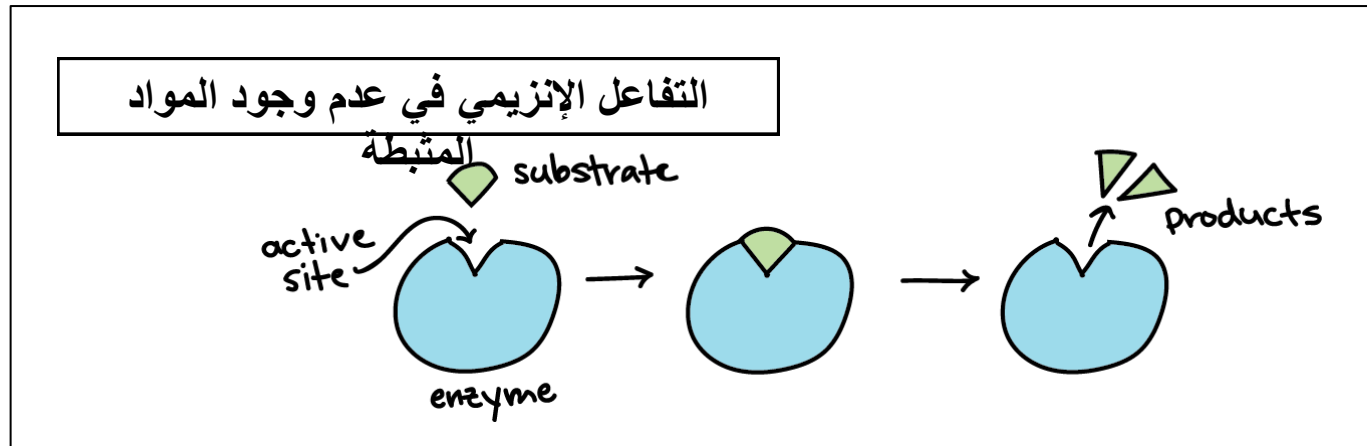 التفاعل الإنزيمي في عدم وجود المواد
المثبطة
substrate
active
site
products
enzyme